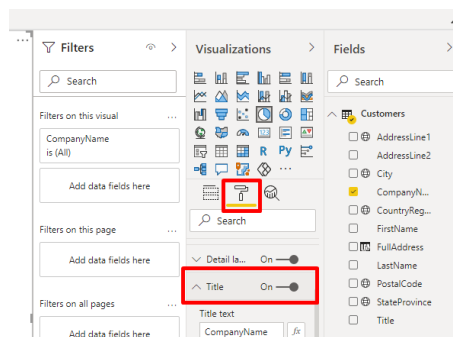 Filters
Search
Filters on this visual
CompanyName
is (All)
Add data fields here
Filters on this page
Add data fields here
Filters on all pages
Add data fields here
Visualizations
R Py
123
Search
Detail la... On
Title On
Title text
CompanyName fx
Fields
Search
Customers
AddressLine1
AddressLine2
City
CompanyN...
CountryReg...
FirstName
FullAddress
LastName
PostalCode
StateProvince
Title